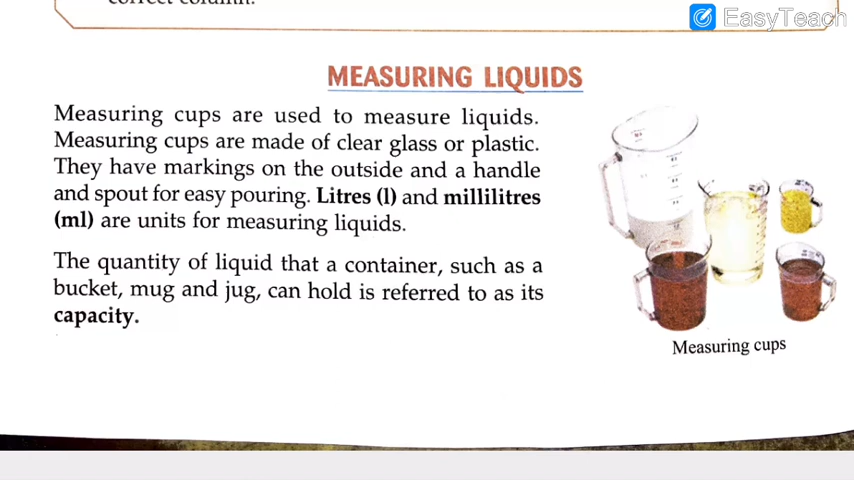 correct column.
EasyTeach
MEASURING LIQUIDS
Measuring cups are used to measure liquids.
Measuring cups are made of clear glass or plastic.
They have markings on the outside and a handle
and spout for easy pouring. Litres (l) and millilitres
(ml) are units for measuring liquids.
The quantity of liquid that a container, such as a
bucket, mug and jug, can hold is referred to as its
capacity.
Measuring cups